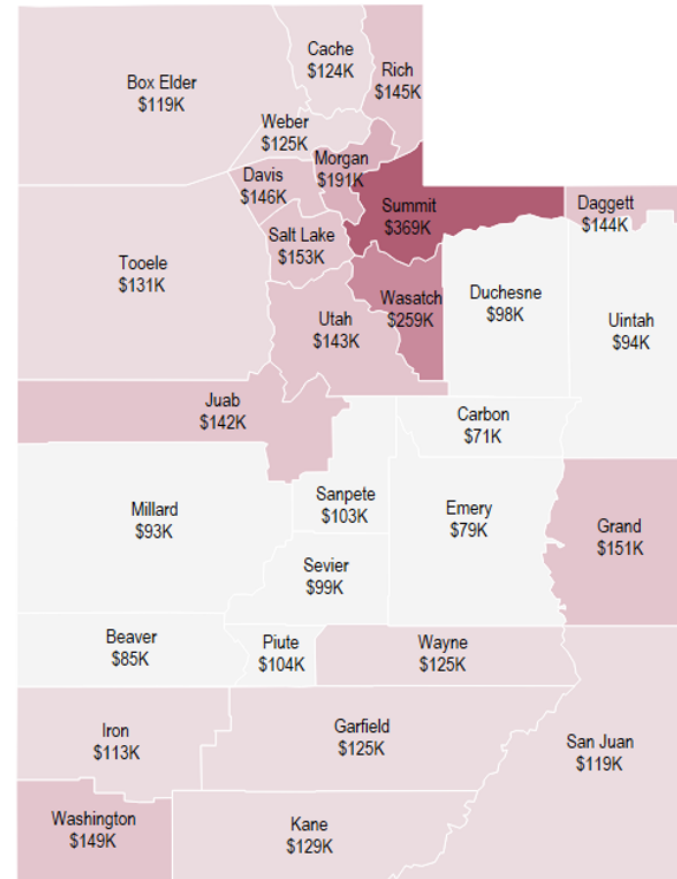 Cache
$124K
Rich
$145K
Box Elder
$119K
Weber
$125K
Morgan
$191K
Davis
$146K
Summit
$369K
Daggett
$144K
Salt Lake
$153K
Tooele
$131K
Wasatch
$259K
Duchesne
$98K
Uintah
$94K
Utah
$143K
Juab
$142K
Carbon
$71K
Millard
$93K
Sanpete
$103K
Emery
$79K
Grand
$151K
Sevier
$99K
Beaver
$85K
Piute
$104K
Wayne
$125K
Iron
$113K
Garfield
$125K
San Juan
$119K
Washington
$149K
Kane
$129K